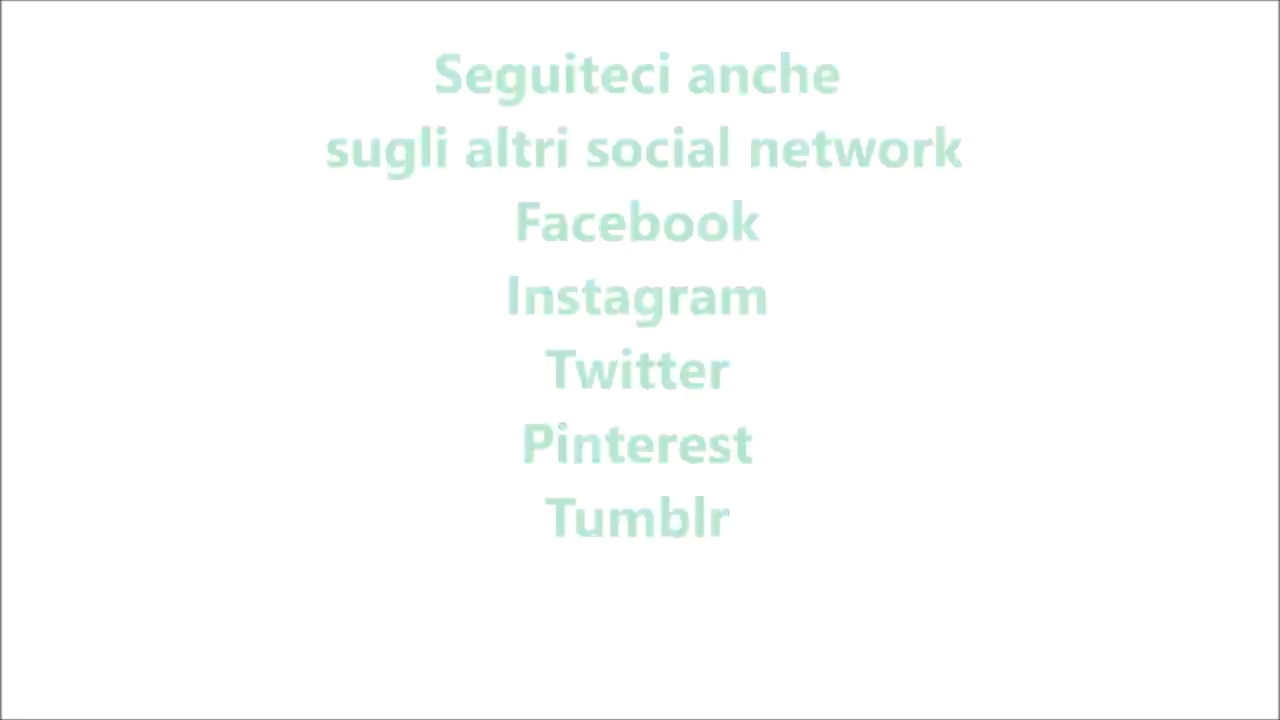 Seguiteci anche
sugli altri social network
Facebook
Instagram
Twitter
Pinterest
Tumblr